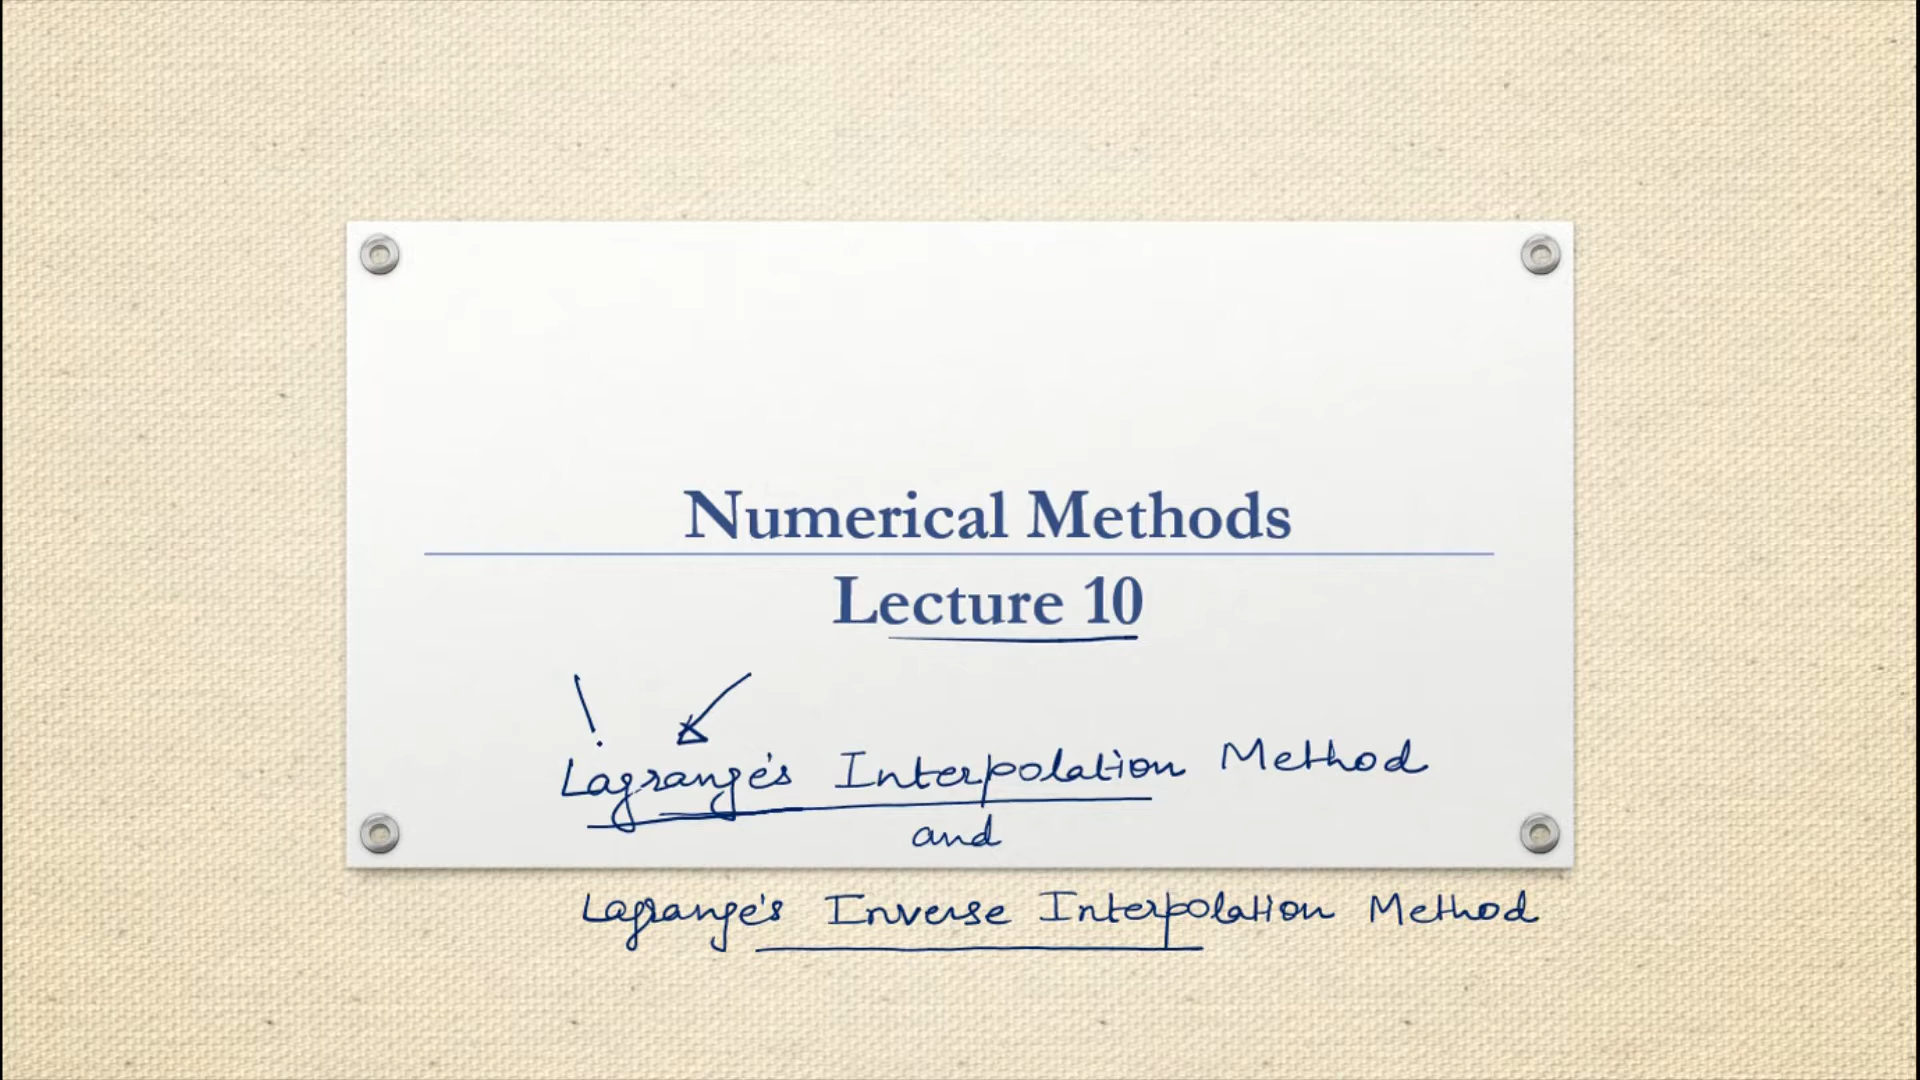 Numerical Methods
Lecture 10
Lagrange's Interpolation Method
and
Lagrange's Inverse Interpolation Method